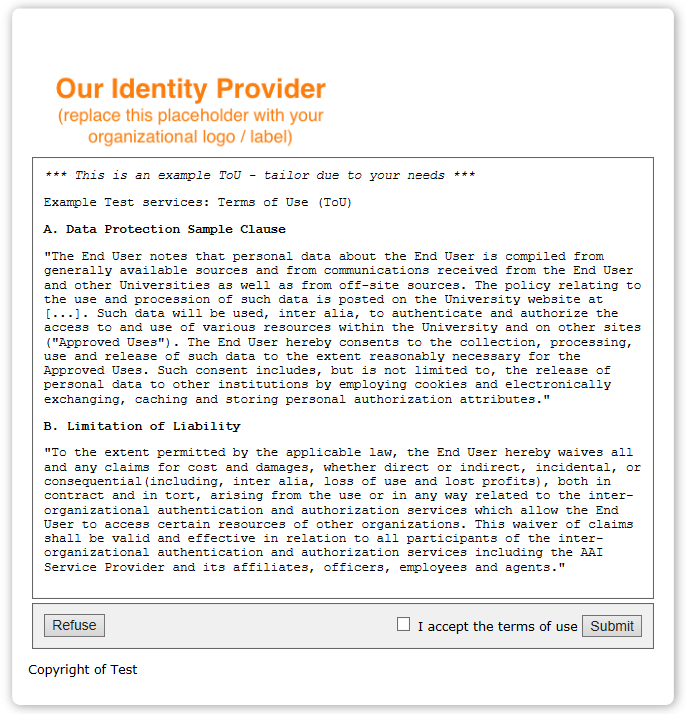 Our Identity Provider
(replace this placeholder with your
organizational logo / label)
*** This is an example ToU - tailor due to your needs ***
Example Test services: Terms of Use (ToU)
A. Data Protection Sample Clause
"The End User notes that personal data about the End User is compiled from
generally available sources and from communications received from the End User
and other Universities as well as from off-site sources. The policy relating to
the use and procession of such data is posted on the University website at
[...]. Such data will be used, inter alia, to authenticate and authorize the
access to and use of various resources within the University and on other sites
("Approved Uses"). The End User hereby consents to the collection, processing,
use and release of such data to the extent reasonably necessary for the
Approved Uses. Such consent includes, but is not limited to, the release of
personal data to other institutions by employing cookies and electronically
exchanging, caching and storing personal authorization attributes."
B. Limitation of Liability
"To the extent permitted by the applicable law, the End User hereby waives all
and any claims for cost and damages, whether direct or indirect, incidental, or
consequential(including, inter alia, loss of use and lost profits), both in
contract and in tort, arising from the use or in any way related to the inter-
organizational authentication and authorization services which allow the End
User to access certain resources of other organizations. This waiver of claims
shall be valid and effective in relation to all participants of the inter-
organizational authentication and authorization services including the AAI
Service Provider and its affiliates, officers, employees and agents."
Refuse I accept the terms of use Submit
Copyright of Test